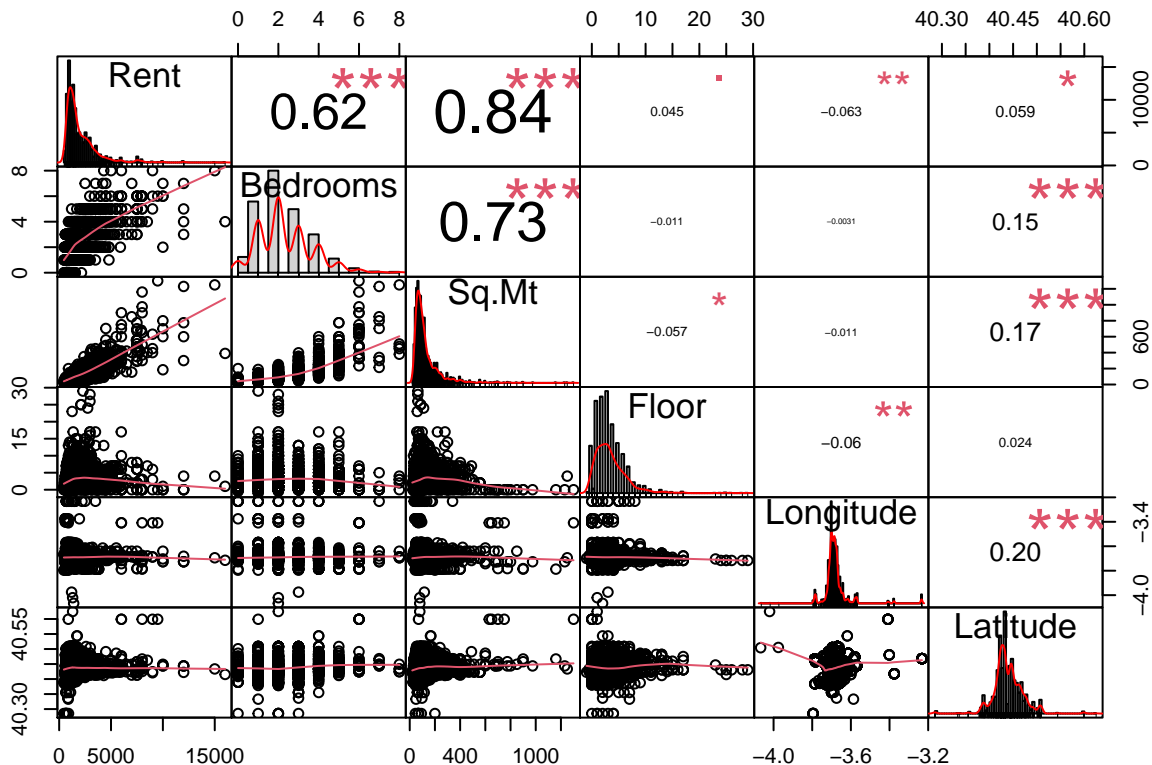 0 2 4 6 8 0 10 20 30 40.30 40.45 40.60
Rent *** *** ▪ ** *
0.62 0.84 0.045 −0.063 0.059 0 10000
0 4 8 Bedrooms *** ***
0.73 −0.011 −0.0031 0.15
Sq.Mt * ***
−0.057 −0.011 0.17 0 600
0 15 30 Floor **
−0.06 0.024
Longitude ***
0.20 −4.0 −3.4
40.30 40.55 Latitude
0 5000 15000 0 400 1000 −4.0 −3.6 −3.2